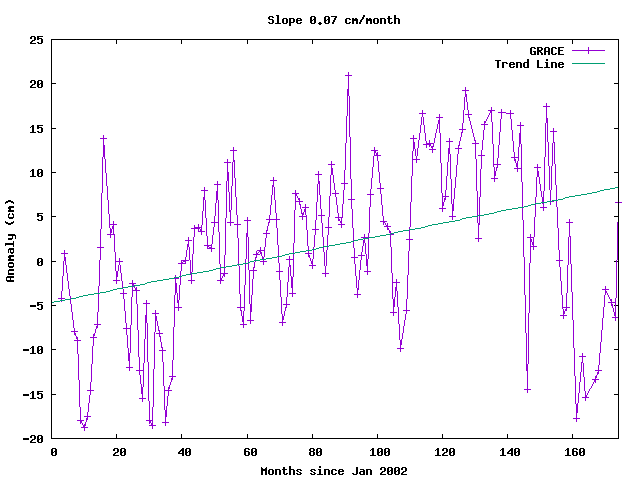 Slope 0.07 cm/month
GRACE
Trend Line
25
20
15
10
5
0
-5
-10
-15
-20
Anomaly (cm)
0 20 40 60 80 100 120 140 160
Months since Jan 2002